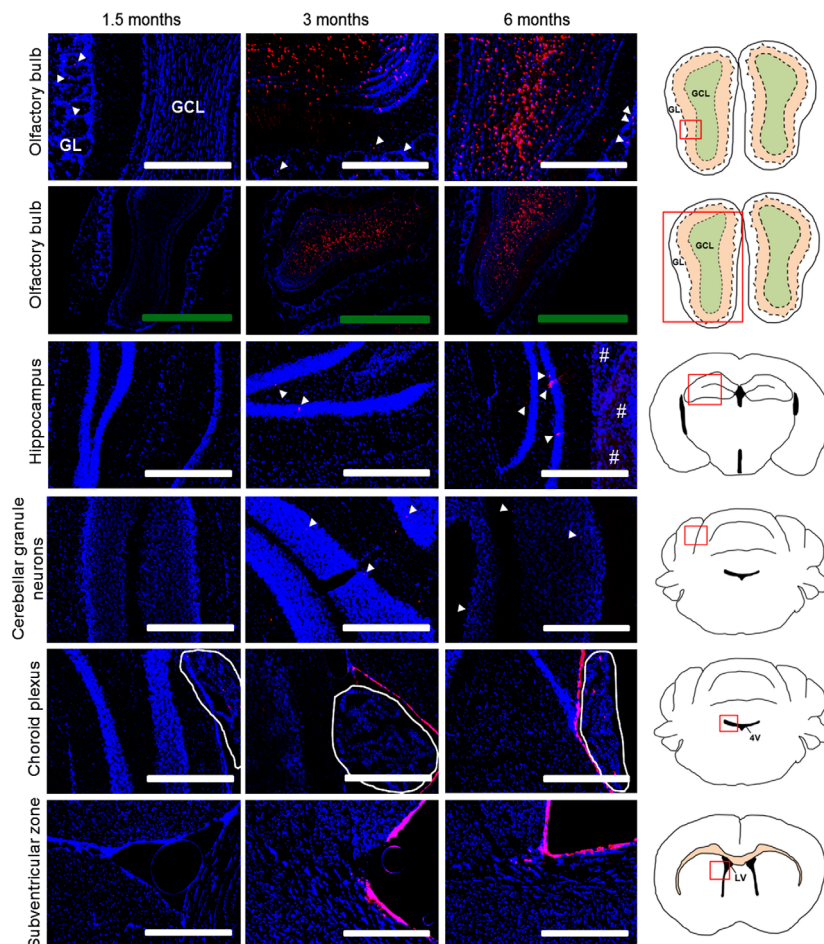 1.5 months
3 months
6 months
Olfactory bulb
GL
GCL
GCL
GL
Olfactory bulb
GCL
GL
Hippocampus
#
#
#
Cerebellar granule
neurons
Choroid plexus
4V
Subventricular zone
LV